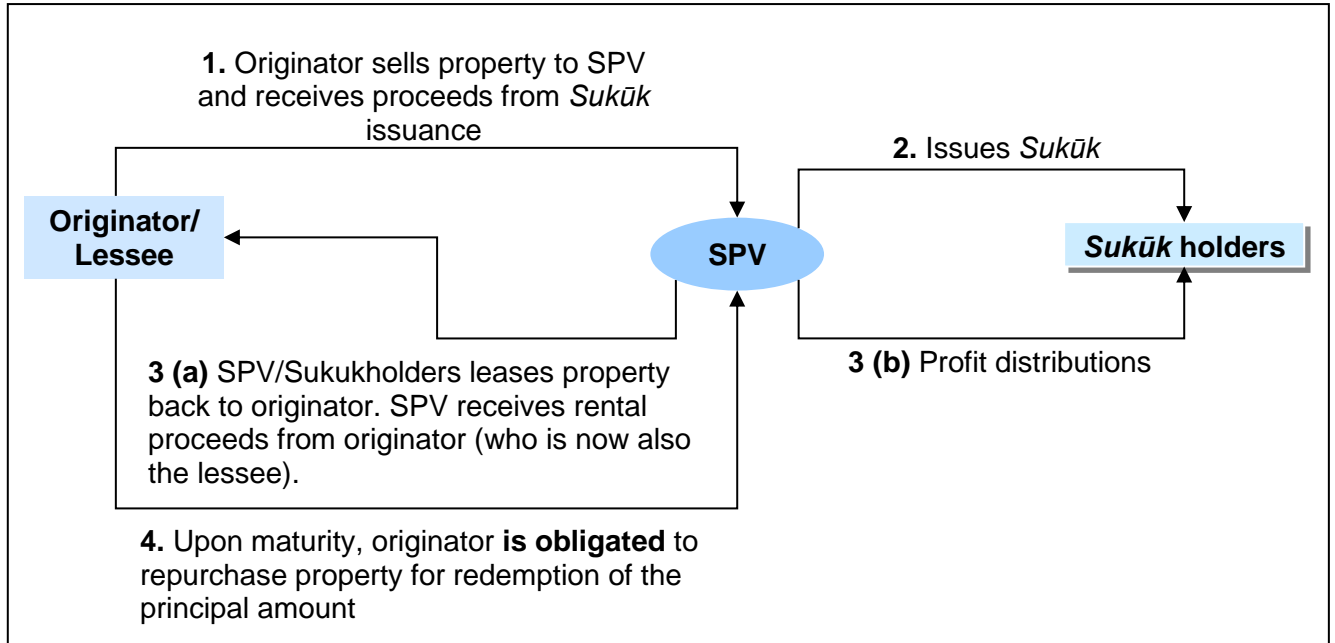 1. Originator sells property to SPV
and receives proceeds from Sukūk
issuance
2. Issues Sukūk
Originator/
Lessee
SPV
Sukūk holders
3 (a) SPV/Sukukholders leases property
back to originator. SPV receives rental
proceeds from originator (who is now also
the lessee).
3 (b) Profit distributions
4. Upon maturity, originator is obligated to
repurchase property for redemption of the
principal amount